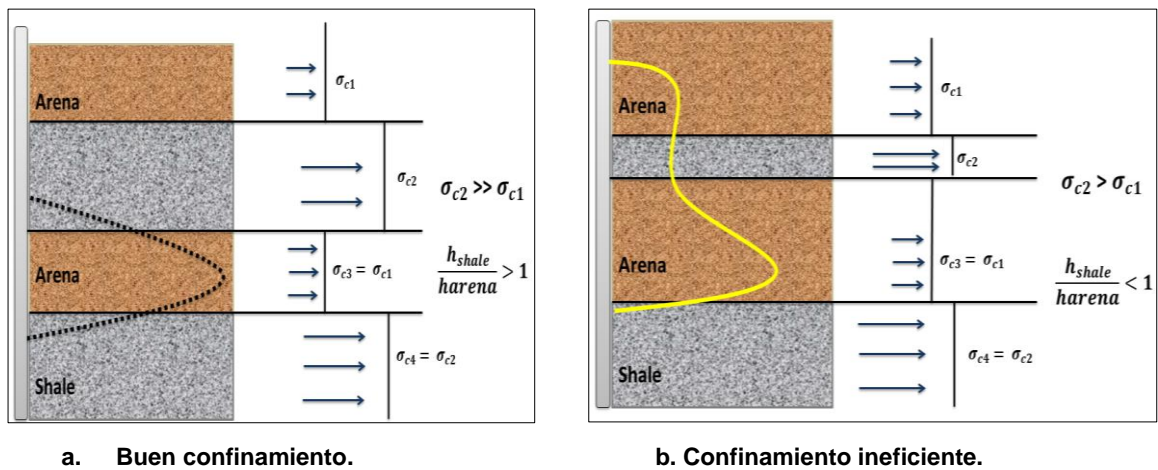 Arena
σc1
σc2
σc2 >> σc1
Arena
σc3 = σc1
hshale
harena > 1
σc4 = σc2
Shale
Arena
σc1
σc2
σc2 > σc1
Arena
σc3 = σc1
hshale
harena < 1
σc4 = σc2
Shale
a. Buen confinamiento.
b. Confinamiento ineficiente.